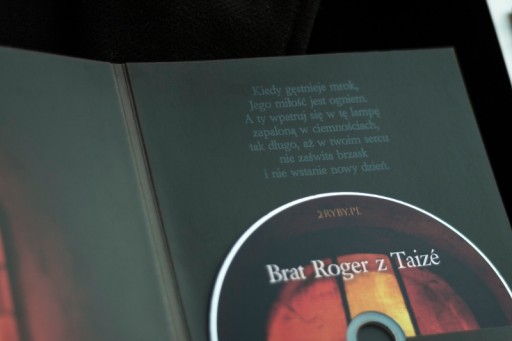 Kiedy gęstnieje mrok,
Jego miłość jest ogniem.
A ty wpatruj się w tę lampę
zapaloną w ciemnościach,
tak długo, aż w twoim sercu
nie zaświta brzask
i nie wstanie nowy dzień.
2RYBY.PL
Brat Roger z Taizé